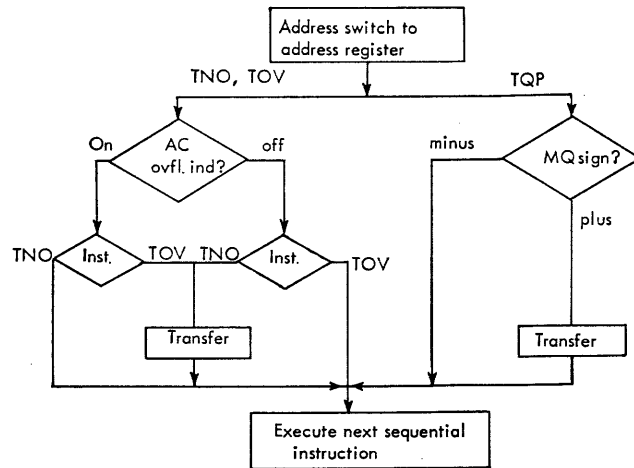 Address switch to
address register
TNO, TOV
TQP
On
AC
ovfl. ind?
off
minus
MQ sign?
plus
TNO
Inst.
TOV
TNO
Inst.
TOV
Transfer
Transfer
Execute next sequential
instruction